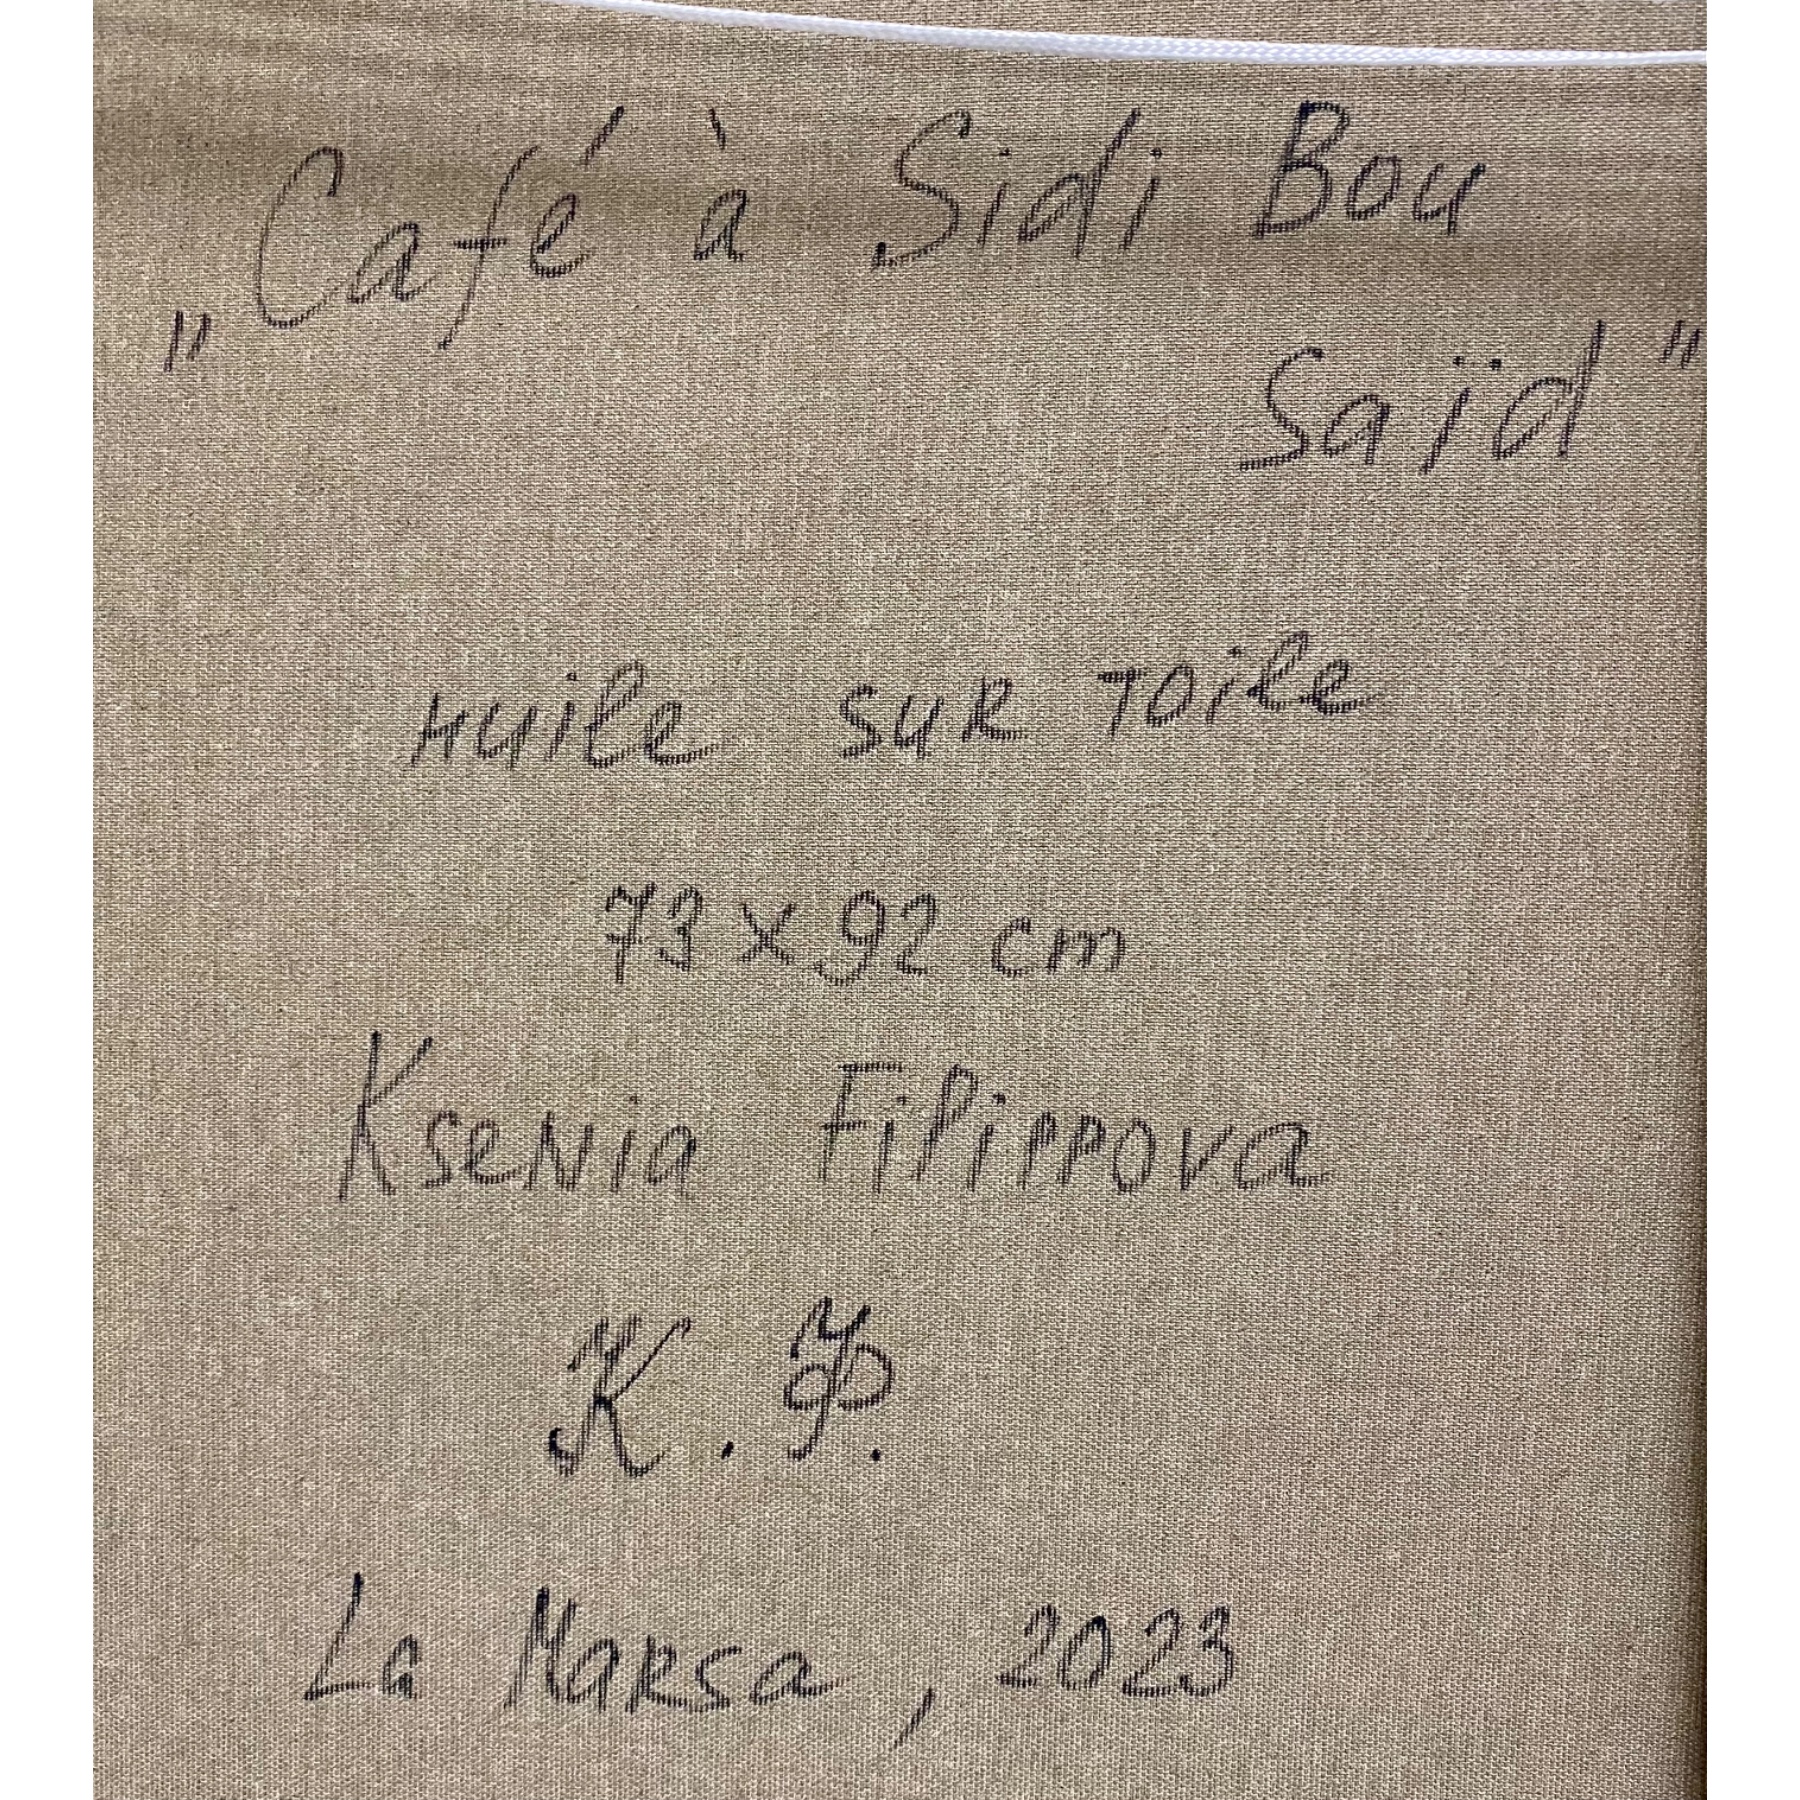 „Café à Sidi Bou
Saïd"
Huile sur toile
73 x 92 cm
Ksenia Filippova
К. Ф.
La Marsa, 2023